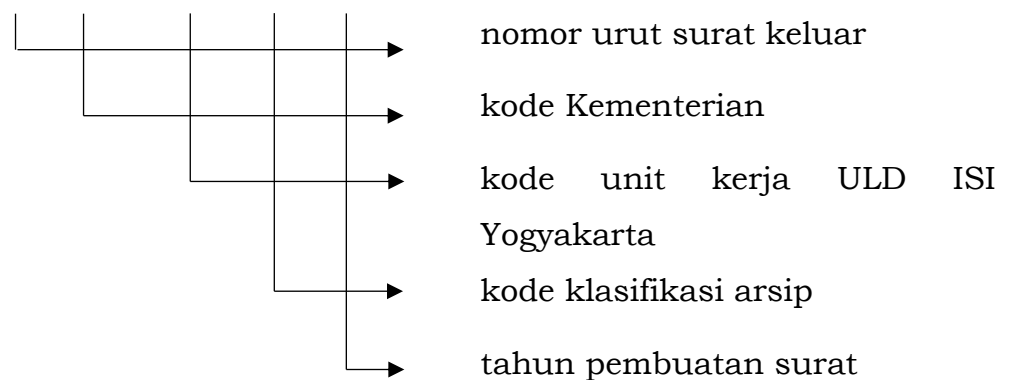 nomor urut surat keluar
kode Kementerian
kode unit kerja ULD ISI
Yogyakarta
kode klasifikasi arsip
tahun pembuatan surat